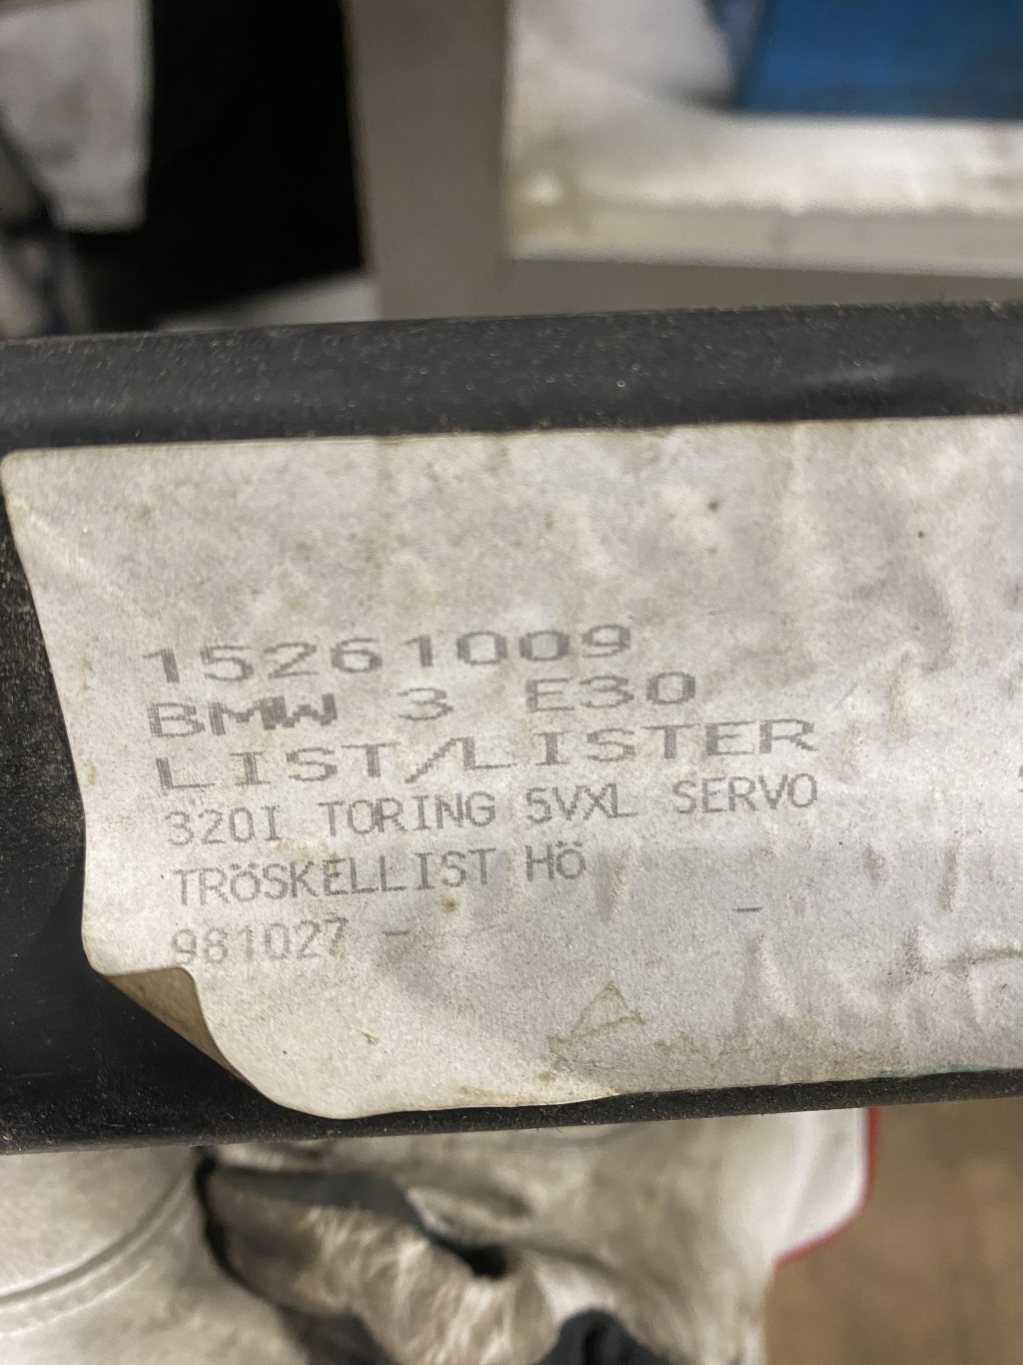 15261009
BMW 3 E30
LIST/LISTER
320I TORING 5VXL SERVO
TRÖSKELLIST HÖ
981027 - -